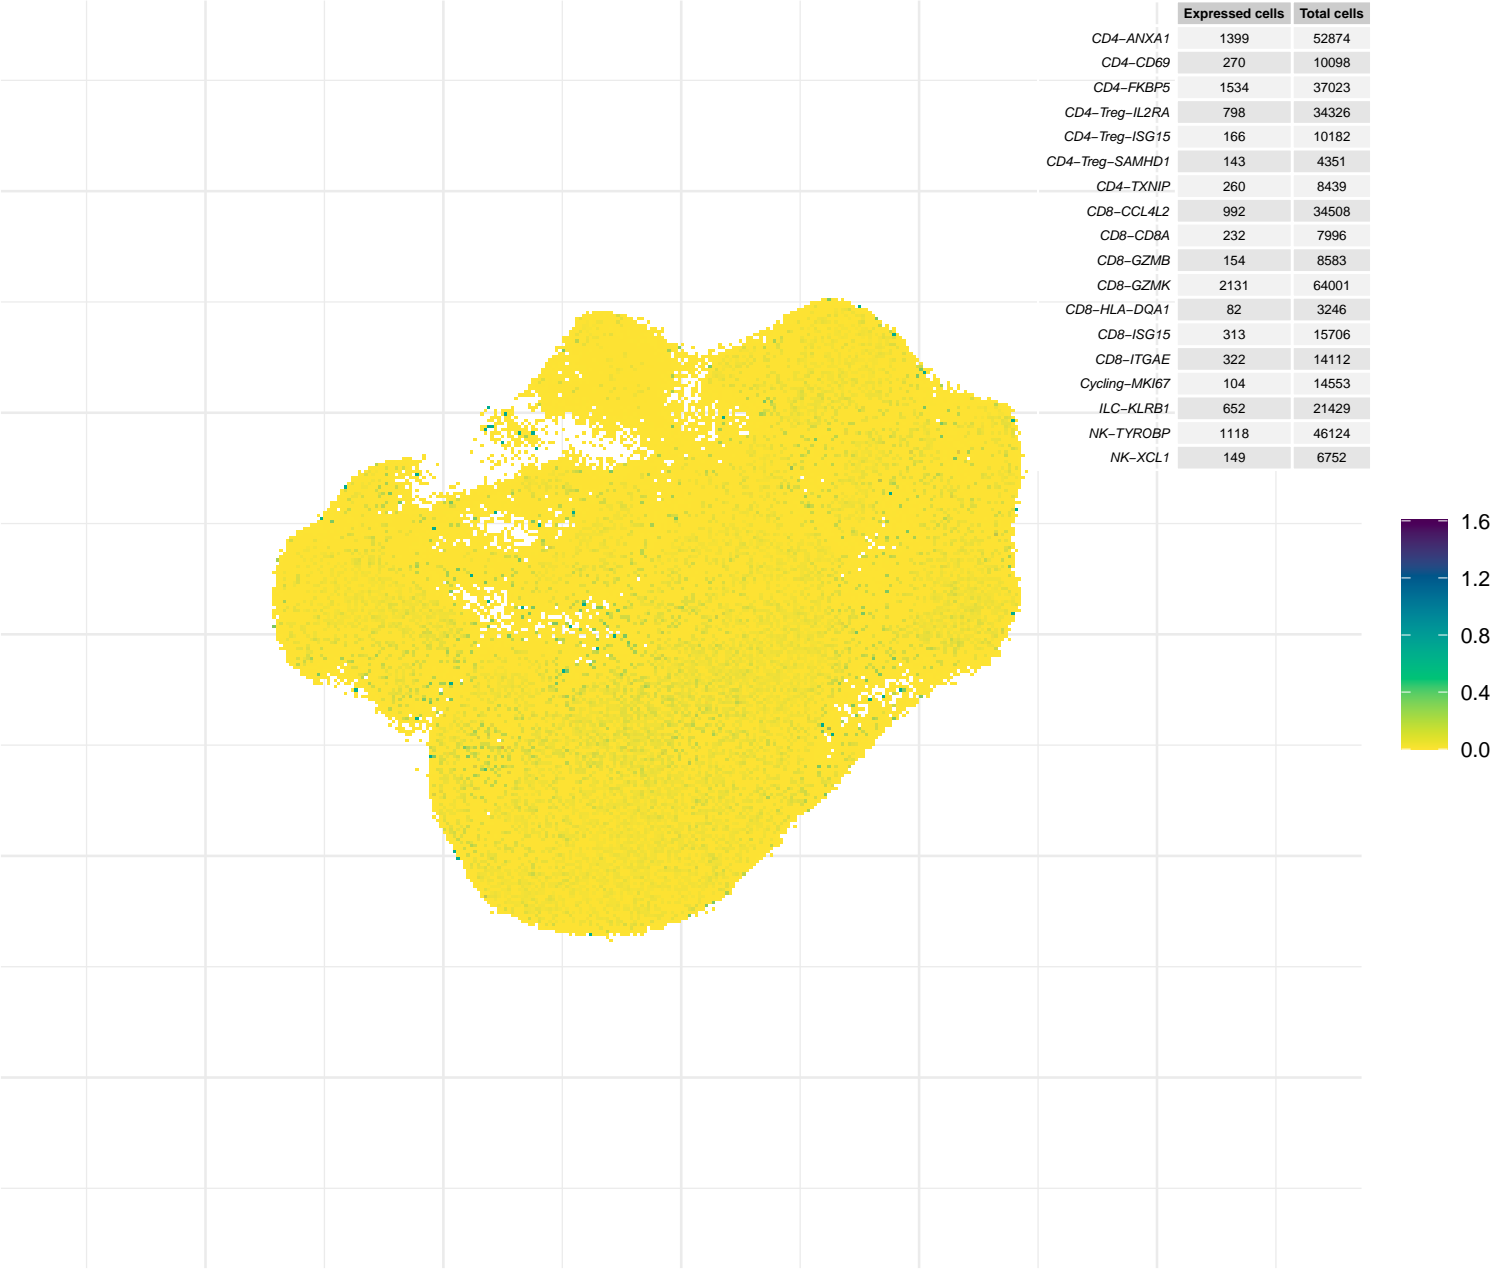 Expressed cells Total cells
CD4−ANXA1 1399 52874
CD4−CD69 270 10098
CD4−FKBP5 1534 37023
CD4−Treg−IL2RA 798 34326
CD4−Treg−ISG15 166 10182
CD4−Treg−SAMHD1 143 4351
CD4−TXNIP 260 8439
CD8−CCL4L2 992 34508
CD8−CD8A 232 7996
CD8−GZMB 154 8583
CD8−GZMK 2131 64001
CD8−HLA−DQA1 82 3246
CD8−ISG15 313 15706
CD8−ITGAE 322 14112
Cycling−MKI67 104 14553
ILC−KLRB1 652 21429
NK−TYROBP 1118 46124
NK−XCL1 149 6752
1.6
1.2
0.8
0.4
0.0